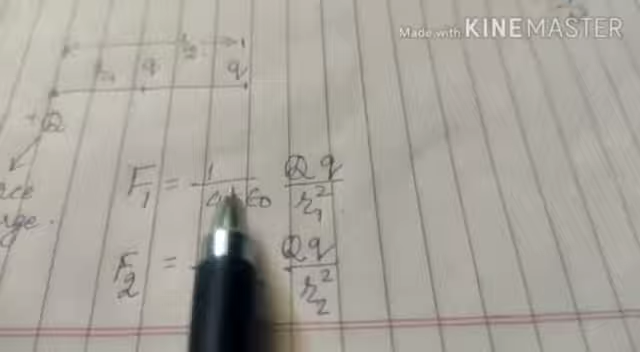 Made with KINEMASTER
r₂
r₁ q q
+Q
F₁ = 1/4πε₀ Qq/r₁²
F₂ = Qq/r₂²